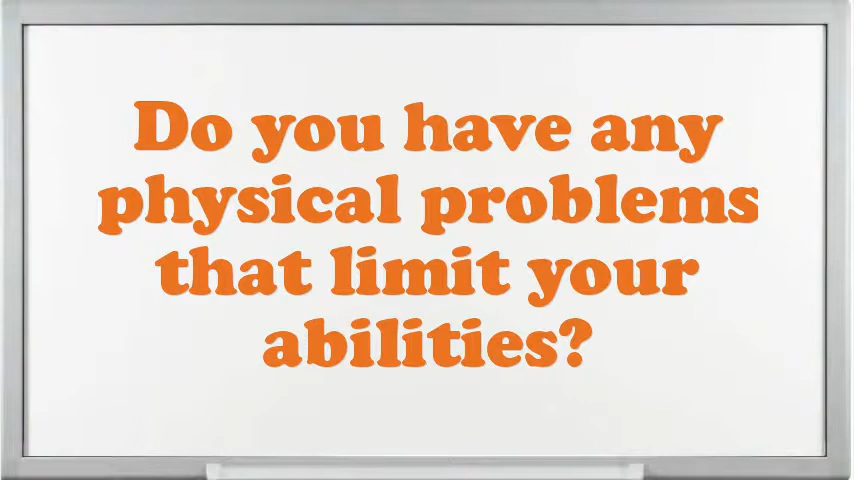 Do you have any
physical problems
that limit your
abilities?